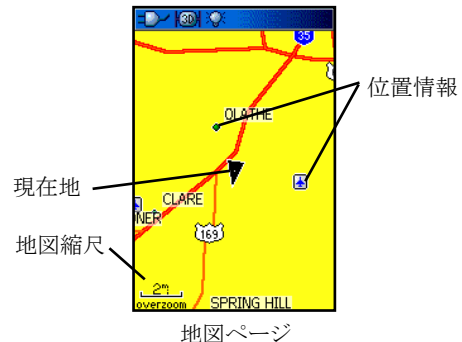 3D
35
位置情報
OLATHE
現在地
CLARE
NER
169
地図縮尺
2m
overzoom
SPRING HILL
地図ページ